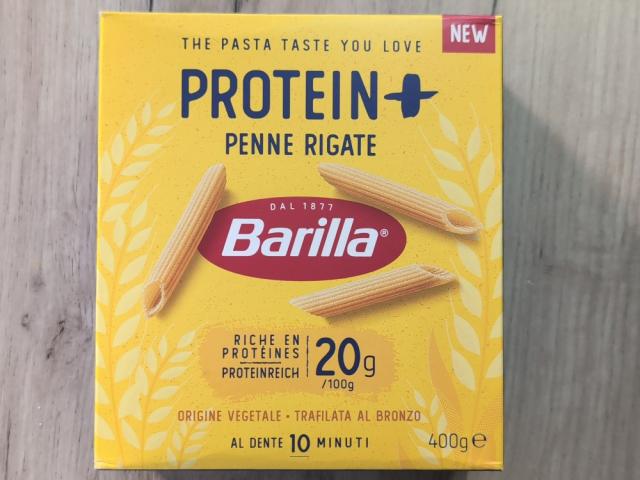 THE PASTA TASTE YOU LOVE
NEW
PROTEIN+
PENNE RIGATE
DAL 1877
Barilla®
RICHE EN
PROTÉINES
PROTEINREICH
20g
/100g
ORIGINE VEGETALE • TRAFILATA AL BRONZO
AL DENTE 10 MINUTI
400g℮